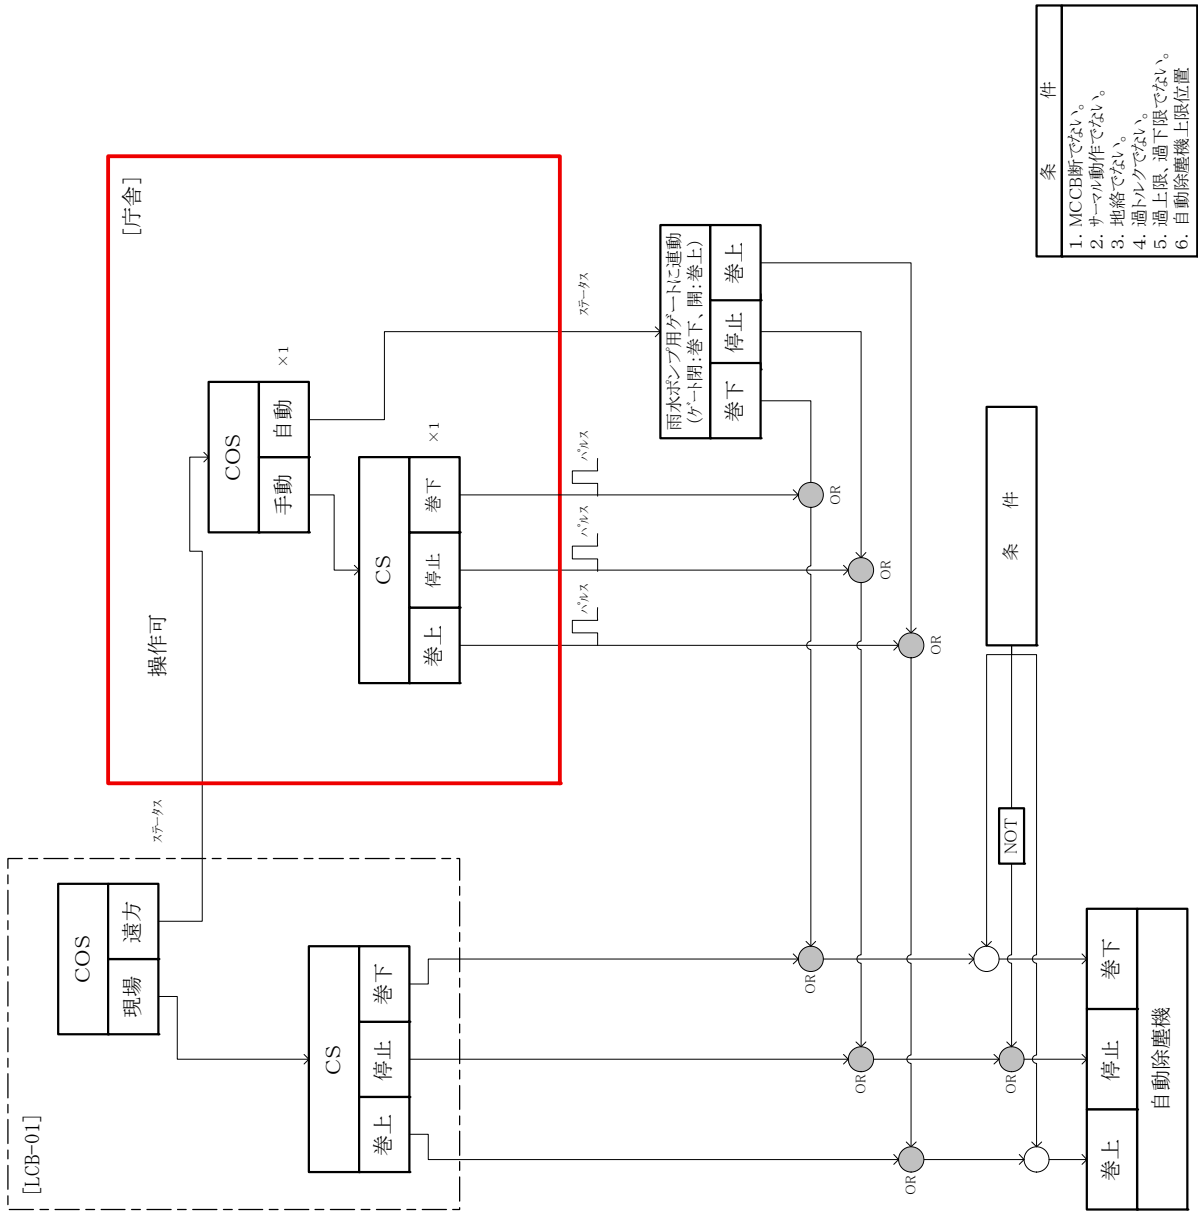 [LCB-01]
COS
現場
遠方
CS
巻上
停止
巻下
ステータス
[庁舎]
操作可
COS
手動
自動
×1
CS
巻上
停止
巻下
×1
パルス
パルス
パルス
ステータス
雨水ポンプ用ゲートに連動
(ゲート閉:巻下、開:巻上)
巻下
停止
巻上
OR
OR
OR
OR
OR
OR
条 件
NOT
OR
巻上
停止
巻下
自動除塵機
条 件
1. MCCB断でない。
2. サーマル動作でない。
3. 地絡でない。
4. 過トルクでない。
5. 過上限、過下限でない。
6. 自動除塵機上限位置